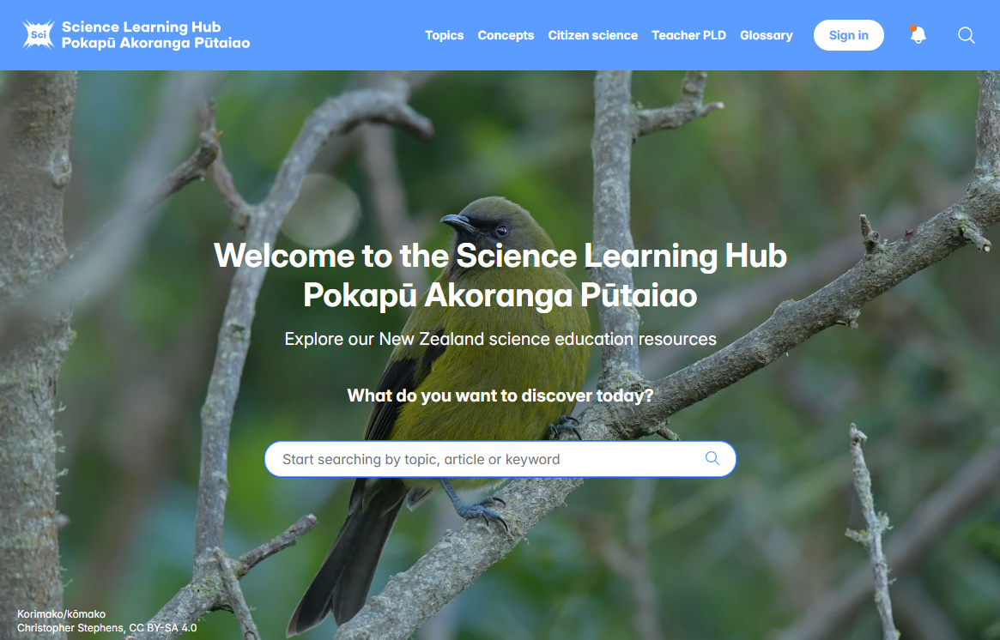 Sci
Science Learning Hub
Pokapū Akoranga Pūtaiao
Topics Concepts Citizen science Teacher PLD Glossary Sign in
Welcome to the Science Learning Hub
Pokapū Akoranga Pūtaiao
Explore our New Zealand science education resources
What do you want to discover today?
Start searching by topic, article or keyword
Korimako/kōmako
Christopher Stephens, CC BY-SA 4.0